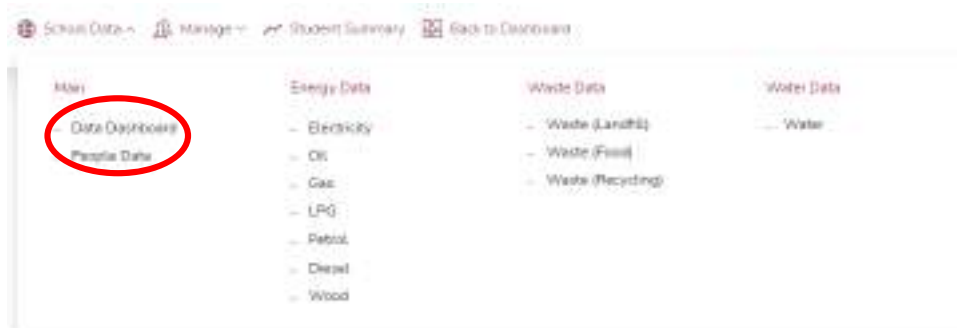 School Data Manage Student Summary Back to Dashboard
Main
Data Dashboard
People Data
Energy Data
Electricity
Oil
Gas
LPG
Petrol
Diesel
Wood
Waste Data
Waste (Landfill)
Waste (Food)
Waste (Recycling)
Water Data
Water